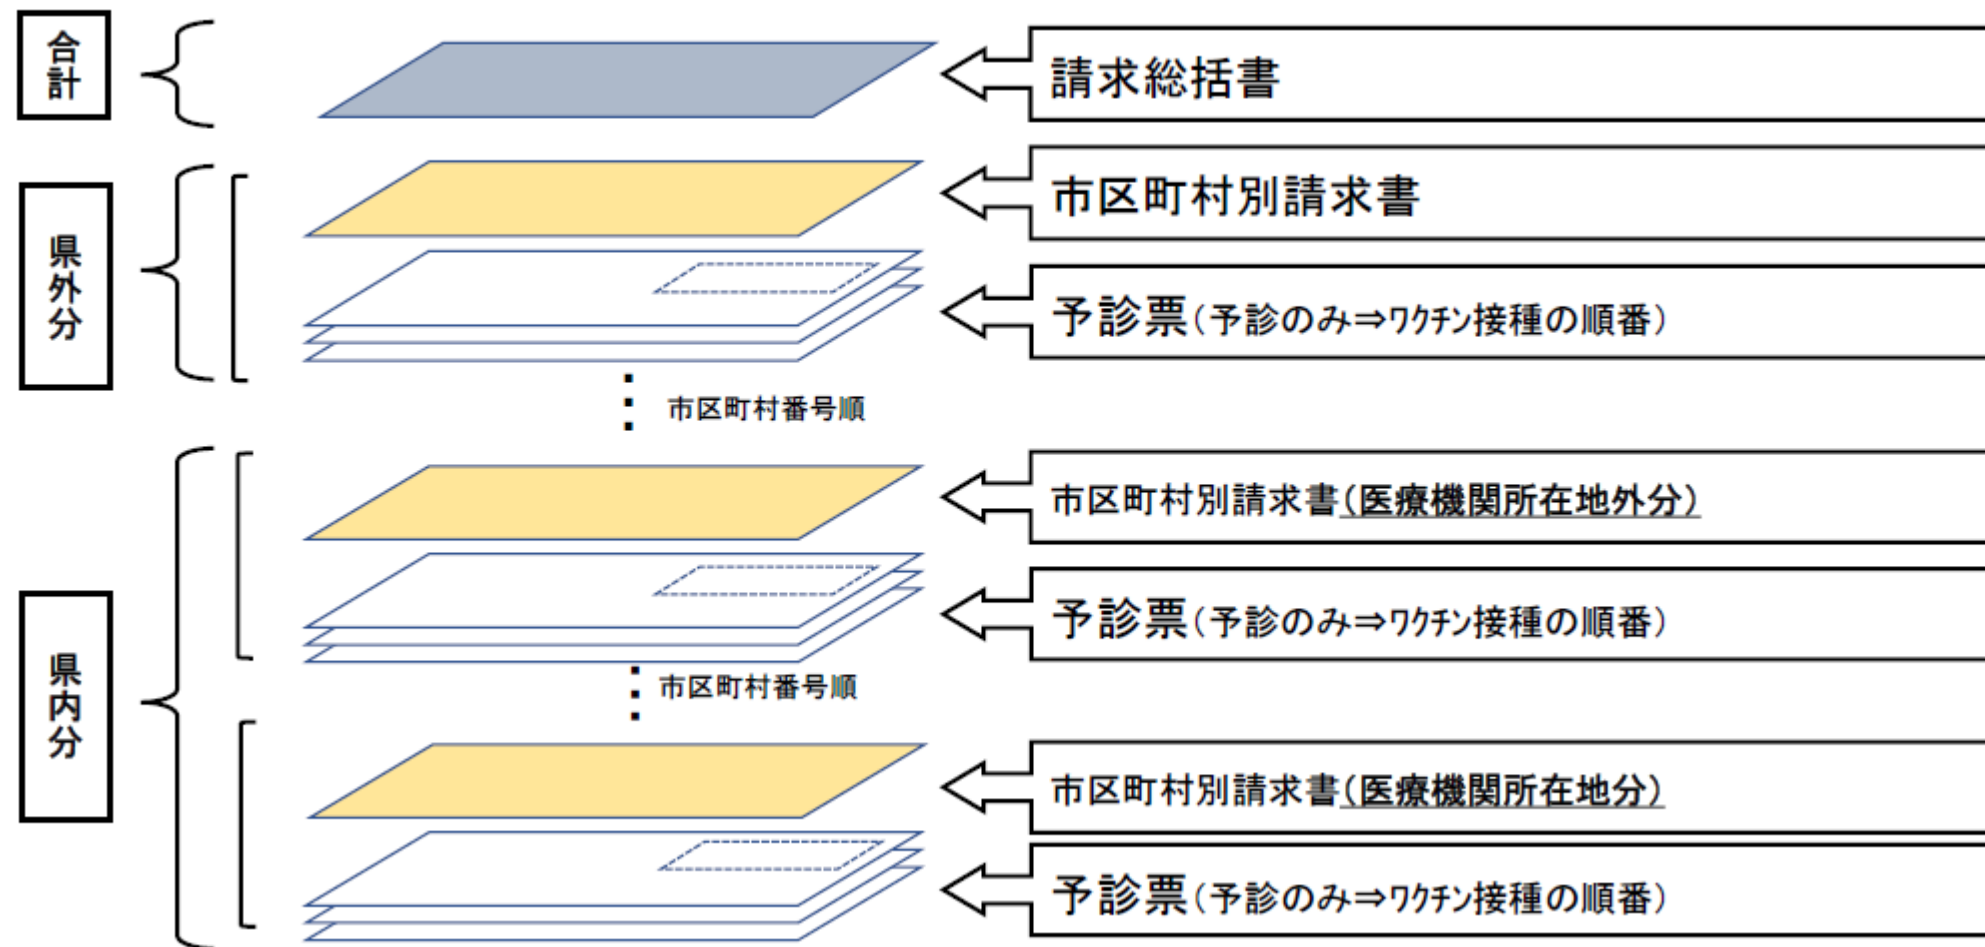 合計
請求総括書
県外分
市区町村別請求書
予診票(予診のみ⇒ワクチン接種の順番)
市区町村番号順
県内分
市区町村別請求書(医療機関所在地外分)
予診票(予診のみ⇒ワクチン接種の順番)
市区町村番号順
市区町村別請求書(医療機関所在地分)
予診票(予診のみ⇒ワクチン接種の順番)